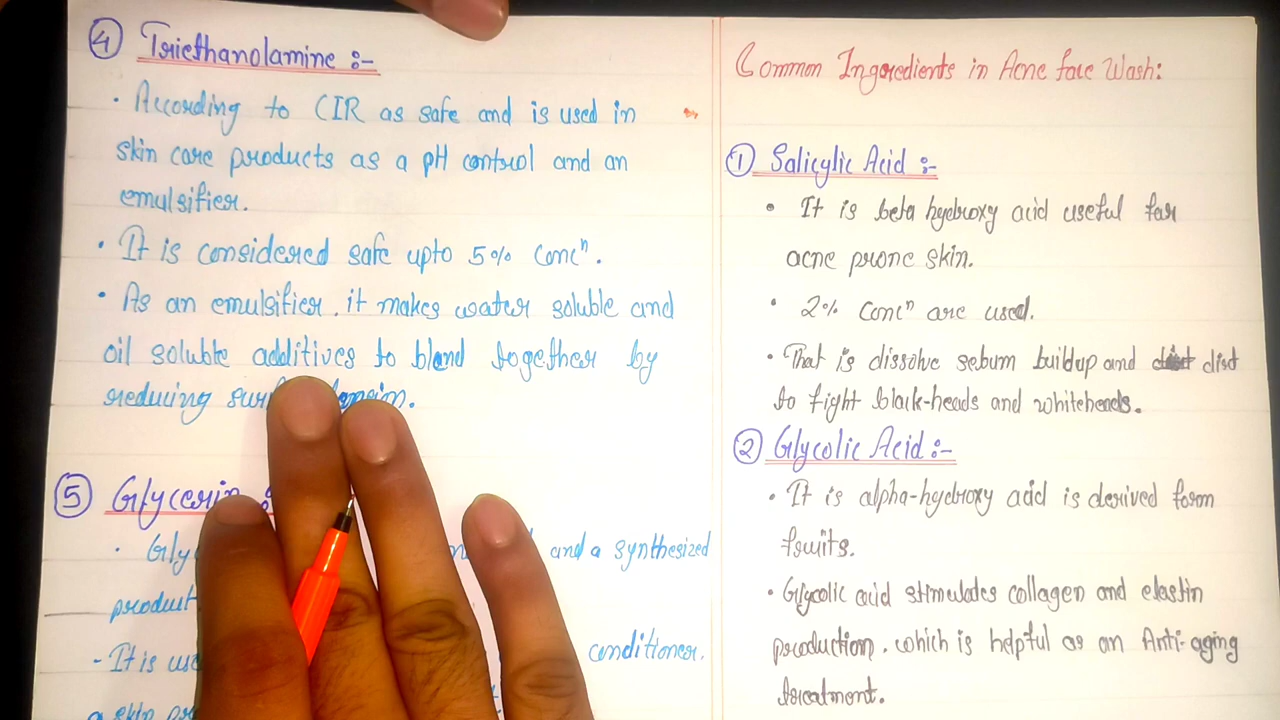 ④ Triethanolamine :-
· According to CIR as safe and is used in
skin care products as a pH control and an
emulsifier.
· It is considered safe upto 5% concⁿ.
· As an emulsifier, it makes water soluble and
oil soluble additives to blend together by
reducing
⑤ Glycerin :
· and a synthesized
product
- It is conditioner.
a skin
Common Ingredients in Acne face Wash:
① Salicylic Acid :-
• It is beta hydroxy acid useful for
acne prone skin.
· 2% concⁿ are used.
• That is dissolve sebum buildup and dist
to fight black-heads and whiteheads.
② Glycolic Acid :-
• It is alpha-hydroxy acid is derived form
fruits.
• Glycolic acid stimulates collagen and elastin
production. which is helpful as an Anti-aging
treatment.